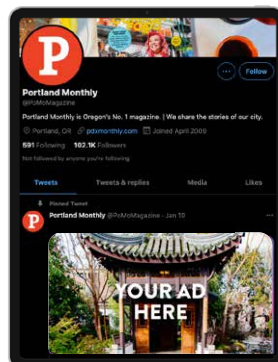 P
Follow
Portland Monthly
@PoMoMagazine
Portland Monthly is Oregon's No. 1 magazine. | We share the stories of our city.
Portland, OR pdxmonthly.com Joined April 2009
591 Following 102.1K Followers
Not followed by anyone you're following
Tweets Tweets & replies Media Likes
Pinned Tweet
P Portland Monthly @PoMoMagazine · Jan 10
YOUR AD
HERE